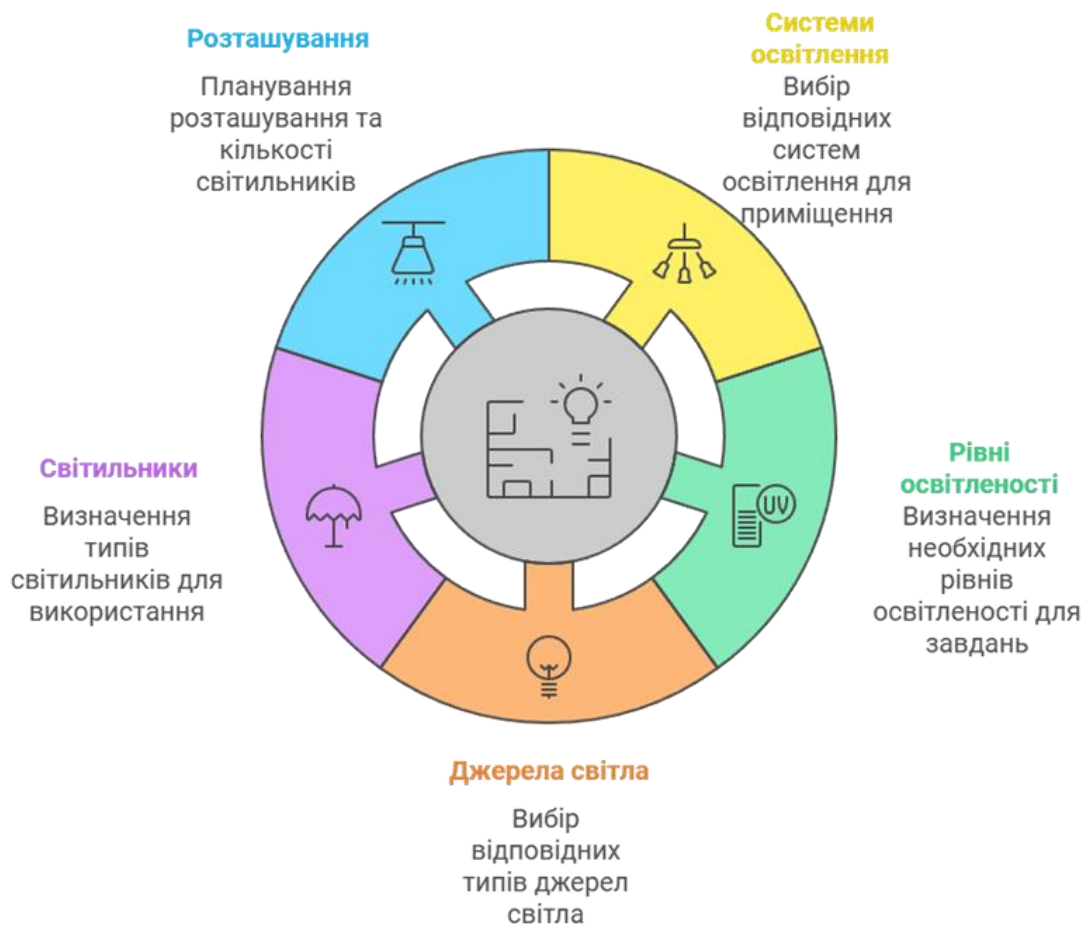 Розташування
Планування
розташування та
кількості
світильників
Системи
освітлення
Вибір
відповідних
систем
освітлення для
приміщення
Світильники
Визначення
типів
світильників для
використання
UV
Рівні
освітленості
Визначення
необхідних
рівнів
освітленості для
завдань
Джерела світла
Вибір
відповідних
типів джерел
світла